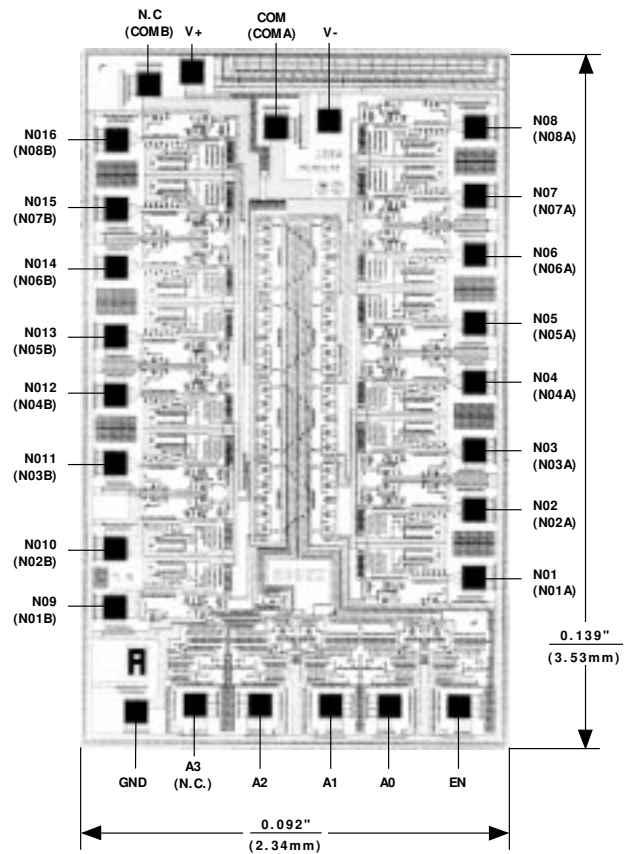 N.C
(COMB)
V+
COM
(COMA)
V-
N016
(N08B)
N015
(N07B)
N014
(N06B)
N013
(N05B)
N012
(N04B)
N011
(N03B)
N010
(N02B)
N09
(N01B)
N08
(N08A)
N07
(N07A)
N06
(N06A)
N05
(N05A)
N04
(N04A)
N03
(N03A)
N02
(N02A)
N01
(N01A)
A
0.139"
(3.53mm)
GND
A3
(N.C.)
A2
A1
A0
EN
0.092"
(2.34mm)